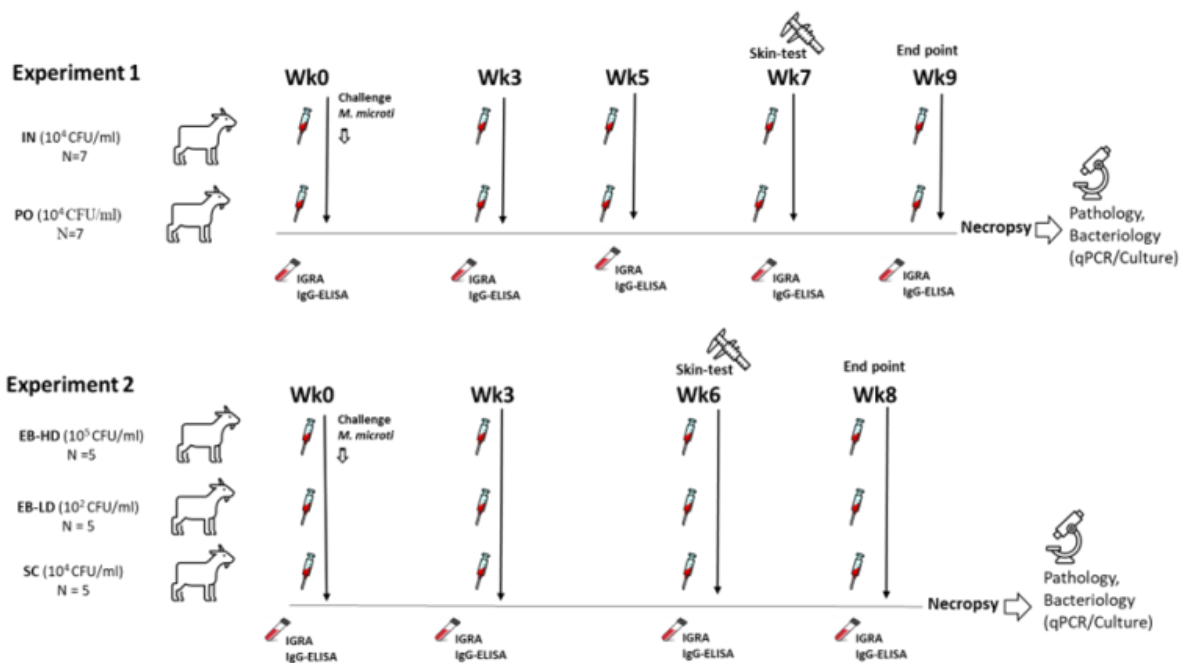 Skin-test
End point
Experiment 1
Wk0
Wk3
Wk5
Wk7
Wk9
Challenge
M. microti
IN (10⁴ CFU/ml)
N=7
PO (10⁴ CFU/ml)
N=7
Necropsy
Pathology,
Bacteriology
(qPCR/Culture)
IGRA
IgG-ELISA
IGRA
IgG-ELISA
IGRA
IgG-ELISA
IGRA
IgG-ELISA
IGRA
IgG-ELISA
Skin-test
End point
Experiment 2
Wk0
Wk3
Wk6
Wk8
Challenge
M. microti
EB-HD (10⁵ CFU/ml)
N =5
EB-LD (10² CFU/ml)
N = 5
SC (10⁴ CFU/ml)
N = 5
Necropsy
Pathology,
Bacteriology
(qPCR/Culture)
IGRA
IgG-ELISA
IGRA
IgG-ELISA
IGRA
IgG-ELISA
IGRA
IgG-ELISA